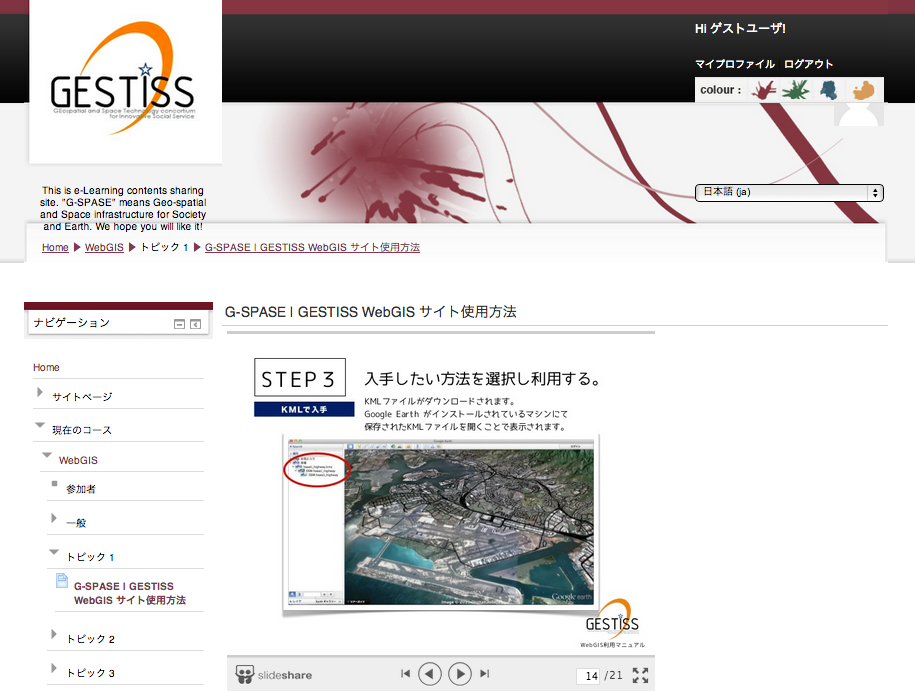 Hi ゲストユーザ!
マイプロファイル ログアウト
colour :
GESTISS
GEospatial and Space Technology consortium
for Innovative Social Service
日本語 (ja)
This is e-Learning contents sharing
site. "G-SPASE" means Geo-spatial
and Space infrastructure for Society
and Earth. We hope you will like it!
Home ▶ WebGIS ▶ トピック 1 ▶ G-SPASE | GESTISS WebGIS サイト使用方法
ナビゲーション
Home
サイトページ
現在のコース
WebGIS
参加者
一般
トピック 1
G-SPASE | GESTISS
WebGIS サイト使用方法
トピック 2
トピック 3
G-SPASE | GESTISS WebGIS サイト使用方法
STEP 3
KMLで入手
入手したい方法を選択し利用する。
KMLファイルがダウンロードされます。
Google Earth がインストールされているマシンにて
保存されたKMLファイルを開くことで表示されます。
Google earth
GESTISS
WebGIS利用マニュアル
slideshare
14 /21